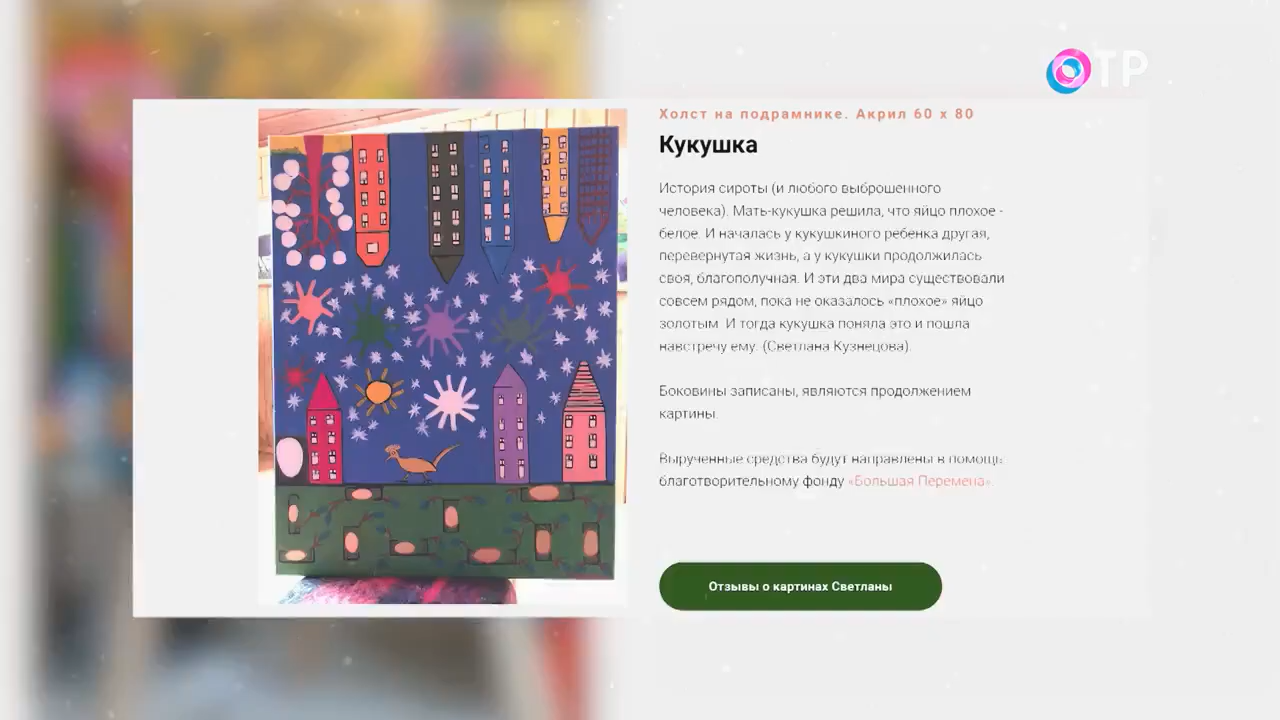 ОТР
Холст на подрамнике. Акрил 60 х 80
Кукушка
История сироты (и любого выброшенного
человека). Мать-кукушка решила, что яйцо плохое -
белое. И началась у кукушкиного ребенка другая,
перевернутая жизнь, а у кукушки продолжилась
своя, благополучная. И эти два мира существовали
совсем рядом, пока не оказалось «плохое» яйцо
золотым. И тогда кукушка поняла это и пошла
навстречу ему. (Светлана Кузнецова).
Боковины записаны, являются продолжением
картины.
Вырученные средства будут направлены в помощь
благотворительному фонду «Большая Перемена».
Отзывы о картинах Светланы